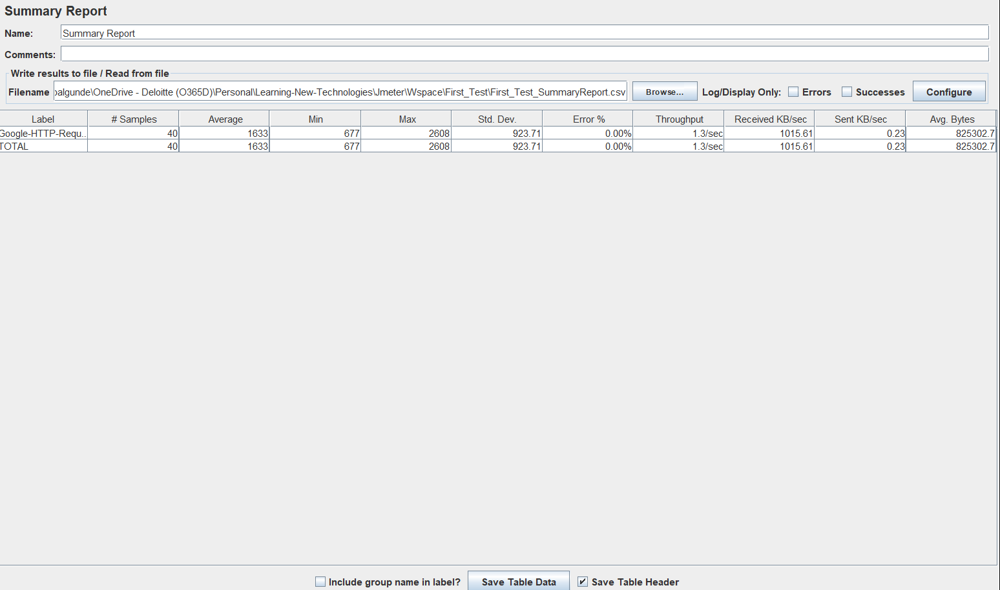 Summary Report
Name: Summary Report
Comments:
Write results to file / Read from file
Filename palgunde\OneDrive - Deloitte (O365D)\Personal\Learning-New-Technologies\Jmeter\Wspace\First_Test\First_Test_SummaryReport.csv Browse... Log/Display Only: Errors Successes Configure
Label # Samples Average Min Max Std. Dev. Error % Throughput Received KB/sec Sent KB/sec Avg. Bytes
Google-HTTP-Requ... 40 1633 677 2608 923.71 0.00% 1.3/sec 1015.61 0.23 825302.7
TOTAL 40 1633 677 2608 923.71 0.00% 1.3/sec 1015.61 0.23 825302.7
Include group name in label? Save Table Data Save Table Header